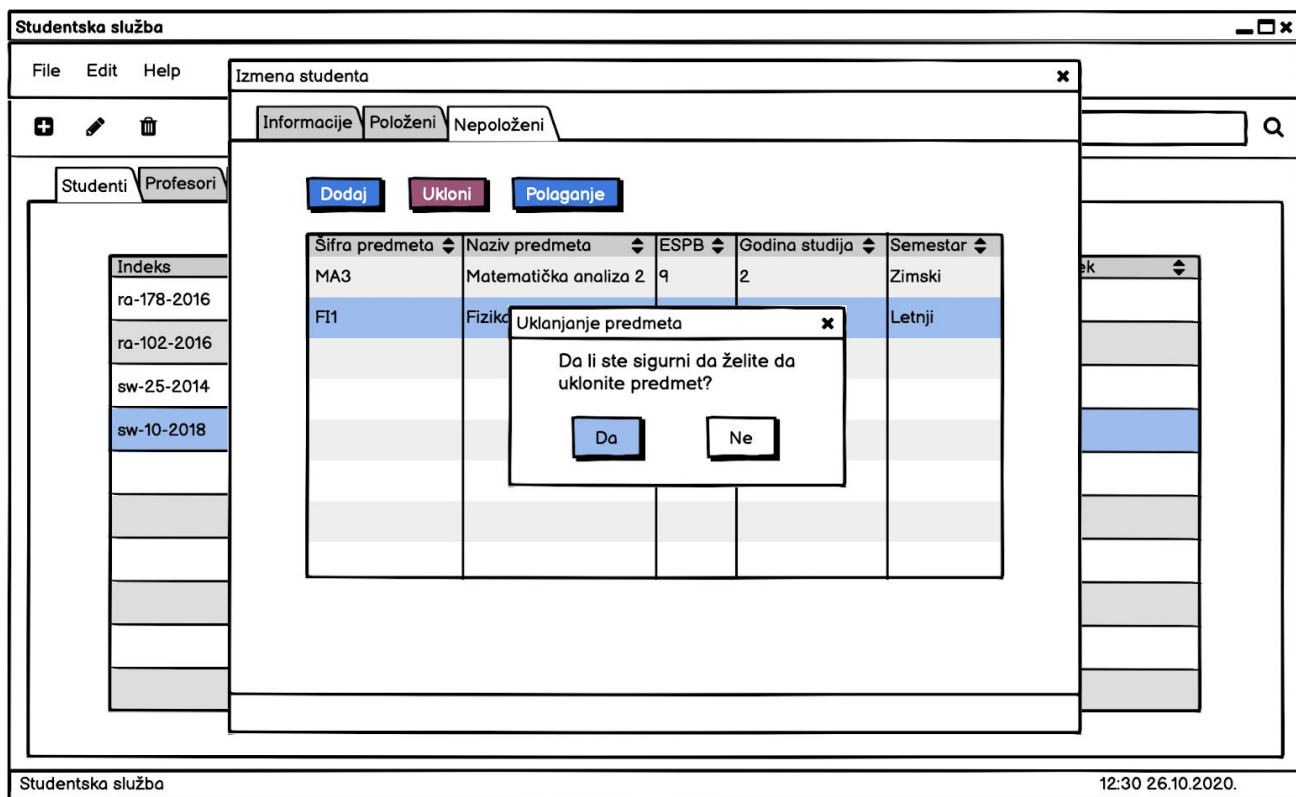 Studentska služba
File Edit Help
Izmena studenta
Informacije Položeni Nepoloženi
Studenti Profesori
Dodaj Ukloni Polaganje
Šifra predmeta Naziv predmeta ESPB Godina studija Semestar
MA3 Matematička analiza 2 9 2 Zimski
FI1 Letnji
Uklanjanje predmeta
Da li ste sigurni da želite da
uklonite predmet?
Da Ne
Indeks
ra-178-2016
ra-102-2016
sw-25-2014
sw-10-2018
Studentska služba 12:30 26.10.2020.